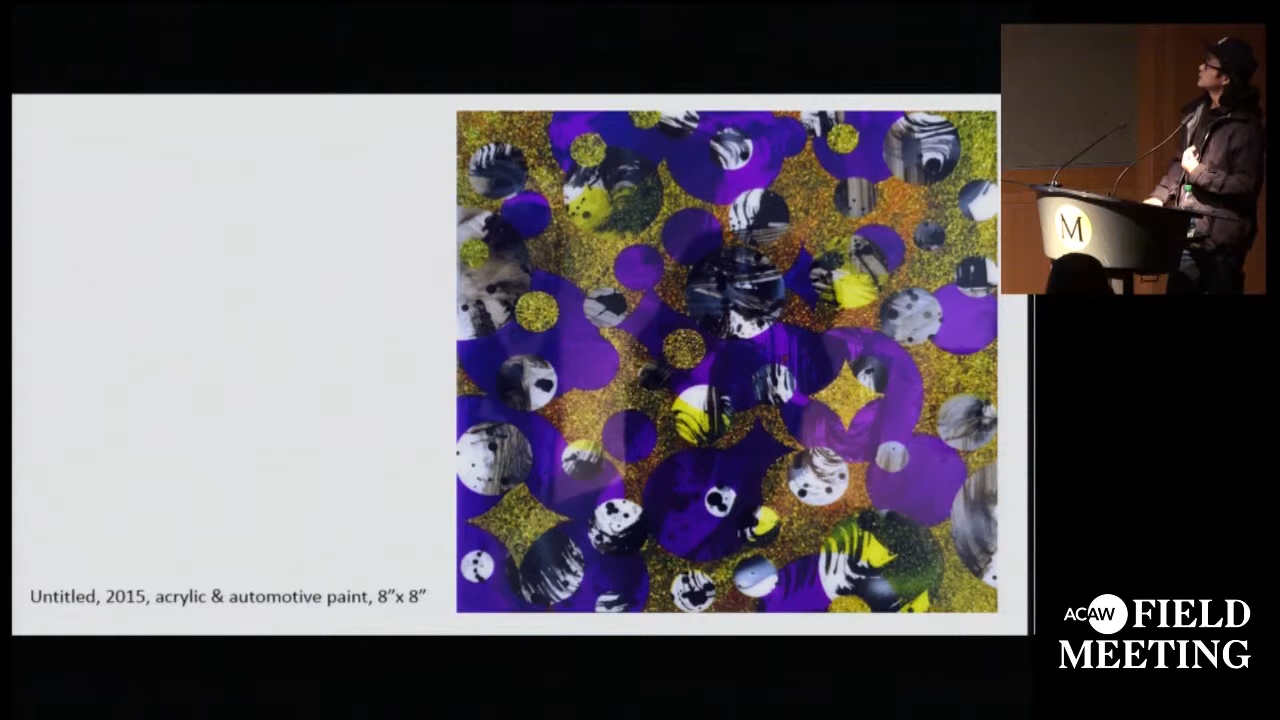 Untitled, 2015, acrylic & automotive paint, 8”x 8”
M
ACAW FIELD
MEETING